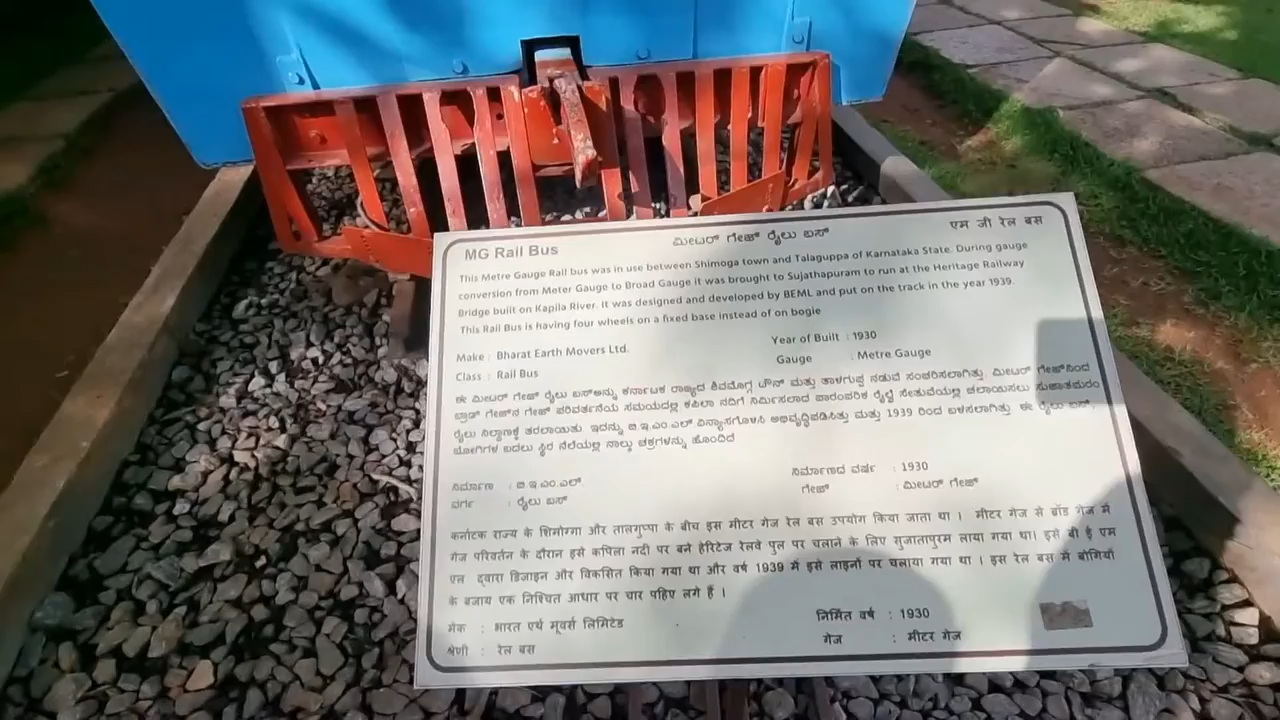 MG Rail Bus
ಮೀಟರ್ ಗೇಜ್ ರೈಲು ಬಸ್
एम जी रेल बस
This Metre Gauge Rail bus was in use between Shimoga town and Talaguppa of Karnataka State. During gauge
conversion from Meter Gauge to Broad Gauge it was brought to Sujathapuram to run at the Heritage Railway
Bridge built on Kapila River. It was designed and developed by BEML and put on the track in the year 1939.
This Rail Bus is having four wheels on a fixed base instead of on bogie
Make : Bharat Earth Movers Ltd.
Year of Built : 1930
Class : Rail Bus
Gauge : Metre Gauge
ಈ ಮೀಟರ್ ಗೇಜ್ ರೈಲು ಬಸ್ಅನ್ನು ಕರ್ನಾಟಕ ರಾಜ್ಯದ ಶಿವಮೊಗ್ಗ ಟೌನ್ ಮತ್ತು ತಾಳಗುಪ್ಪ ನಡುವೆ ಸಂಚರಿಸಲಾಗಿತ್ತು. ಮೀಟರ್ ಗೇಜ್‌ನಿಂದ
ಬ್ರಾಡ್ ಗೇಜ್‌ನ ಗೇಜ್ ಪರಿವರ್ತನೆಯ ಸಮಯದಲ್ಲಿ ಕಪಿಲಾ ನದಿಗೆ ನಿರ್ಮಿಸಲಾದ ಪಾರಂಪರಿಕ ರೈಲ್ವೆ ಸೇತುವೆಯಲ್ಲಿ ಚಲಾಯಿಸಲು ಸುಜಾತಪುರಂ
ರೈಲು ನಿಲ್ದಾಣಕ್ಕೆ ತರಲಾಯಿತು. ಇದನ್ನು ಬಿ.ಇ.ಎಂ.ಎಲ್ ವಿನ್ಯಾಸಗೊಳಿಸಿ ಅಭಿವೃದ್ಧಿಪಡಿಸಿತ್ತು ಮತ್ತು 1939 ರಿಂದ ಬಳಸಲಾಗಿತ್ತು. ಈ ರೈಲು ಬಸ್,
ಬೋಗಿಗಳ ಬದಲು ಸ್ಥಿರ ನೆಲೆಯಲ್ಲಿ ನಾಲ್ಕು ಚಕ್ರಗಳನ್ನು ಹೊಂದಿದೆ
ನಿರ್ಮಾಣ : ಬಿ.ಇ.ಎಂ.ಎಲ್.
ನಿರ್ಮಾಣದ ವರ್ಷ : 1930
ವರ್ಗ : ರೈಲು ಬಸ್
ಗೇಜ್ : ಮೀಟರ್ ಗೇಜ್
कर्नाटक राज्य के शिमोग्गा और तालगुप्पा के बीच इस मीटर गेज रेल बस उपयोग किया जाता था । मीटर गेज से बॉड गेज में
गेज परिवर्तन के दौरान इसे कपिला नदी पर बने हेरिटेज रेलवे पुल पर चलाने के लिए सुजातापुरम लाया गया था। इसे बी ई एम
एल द्वारा डिजाइन और विकसित किया गया था और वर्ष 1939 में इसे लाइनों पर चलाया गया था । इस रेल बस में बोगियों
के बजाय एक निश्चित आधार पर चार पहिए लगे हैं ।
मेक : भारत एर्थ मूवर्स लिमिटेड
निर्मित वर्ष : 1930
श्रेणी : रेल बस
गेज : मीटर गेज